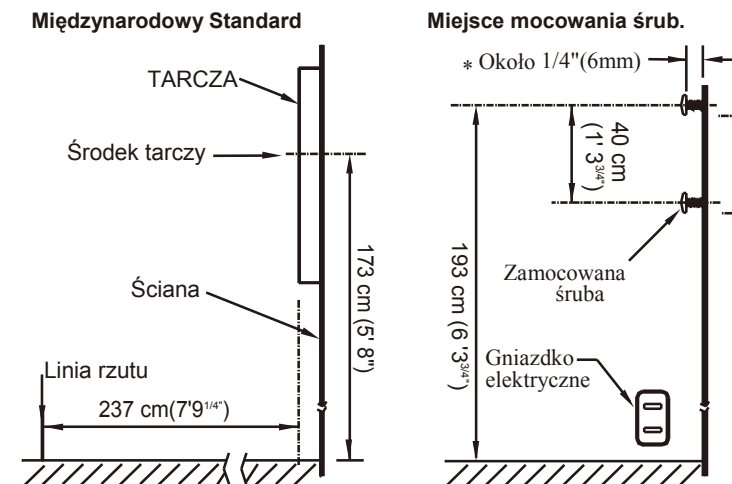 Międzynarodowy Standard
TARCZA
Środek tarczy
173 cm (5' 8")
Ściana
Linia rzutu
237 cm(7'9 1/4")
Miejsce mocowania śrub.
* Około 1/4"(6mm)
40 cm
(1' 3 3/4")
193 cm (6 '3 3/4")
Zamocowana
śruba
Gniazdko
elektryczne